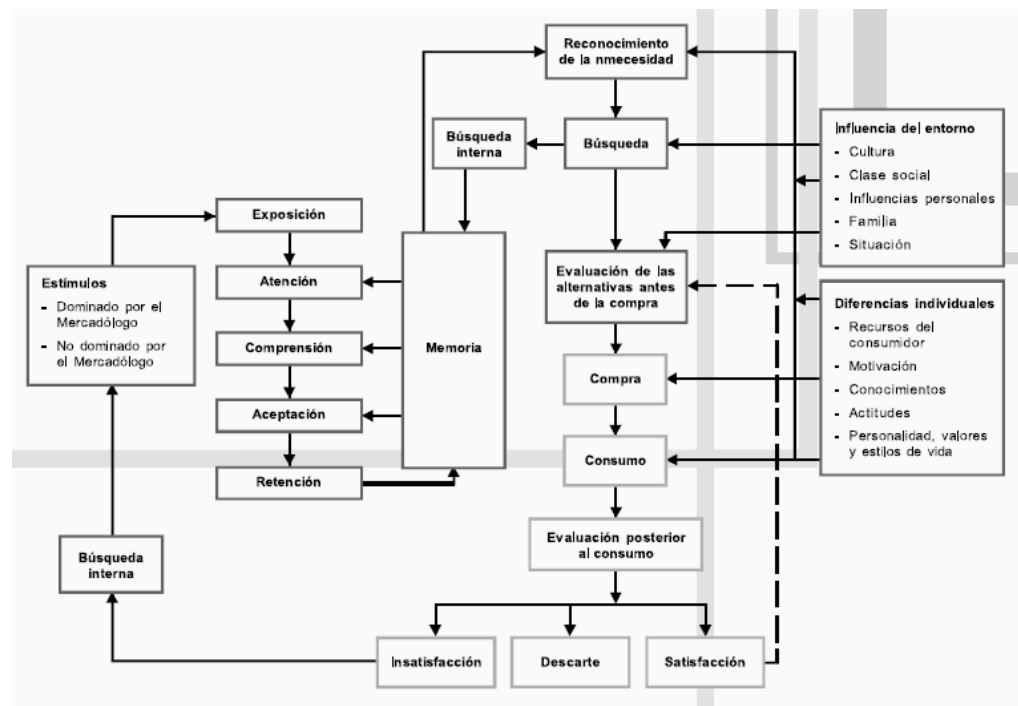 Reconocimiento
de la nmecesidad
Búsqueda
interna
Búsqueda
Influencia del entorno
- Cultura
- Clase social
- Influencias personales
- Familia
- Situación
Exposición
Atención
Comprensión
Aceptación
Retención
Estímulos
- Dominado por el
Mercadólogo
- No dominado por
el Mercadólogo
Memoria
Evaluación de las
alternativas antes
de la compra
Compra
Consumo
Diferencias individuales
- Recursos del
consumidor
- Motivación
- Conocimientos
- Actitudes
- Personalidad, valores
y estilos de vida
Evaluación posterior
al consumo
Búsqueda
interna
Insatisfacción
Descarte
Satisfacción